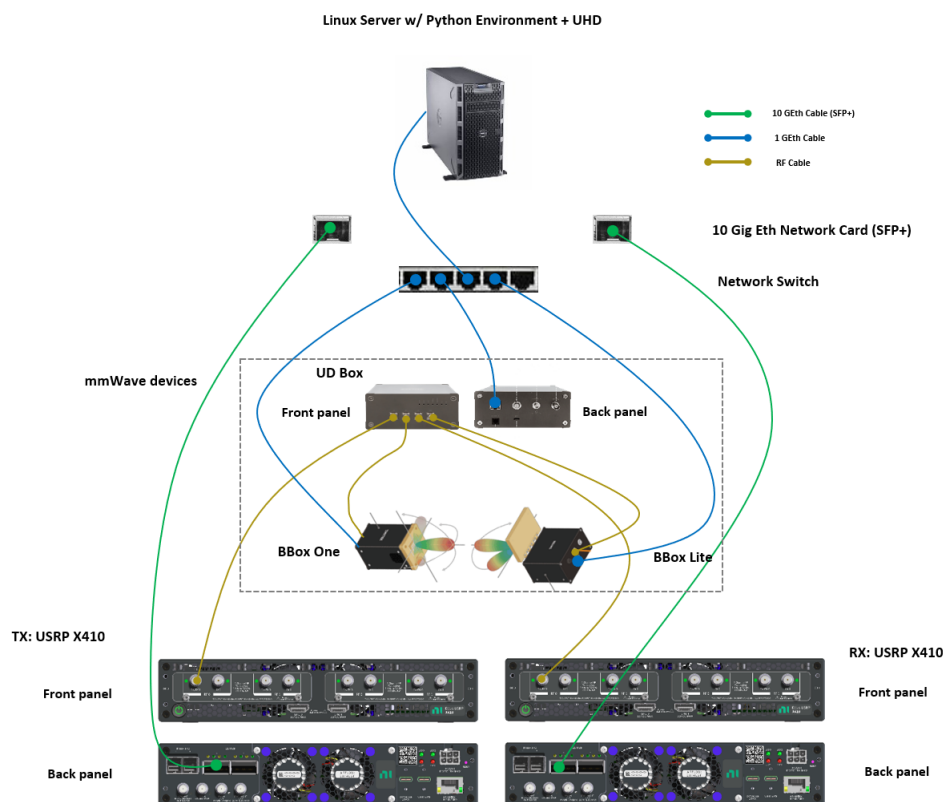 Linux Server w/ Python Environment + UHD
10 GEth Cable (SFP+)
1 GEth Cable
RF Cable
10 Gig Eth Network Card (SFP+)
Network Switch
mmWave devices
UD Box
Front panel
Back panel
BBox One
BBox Lite
TX: USRP X410
RX: USRP X410
Front panel
Front panel
Back panel
Back panel